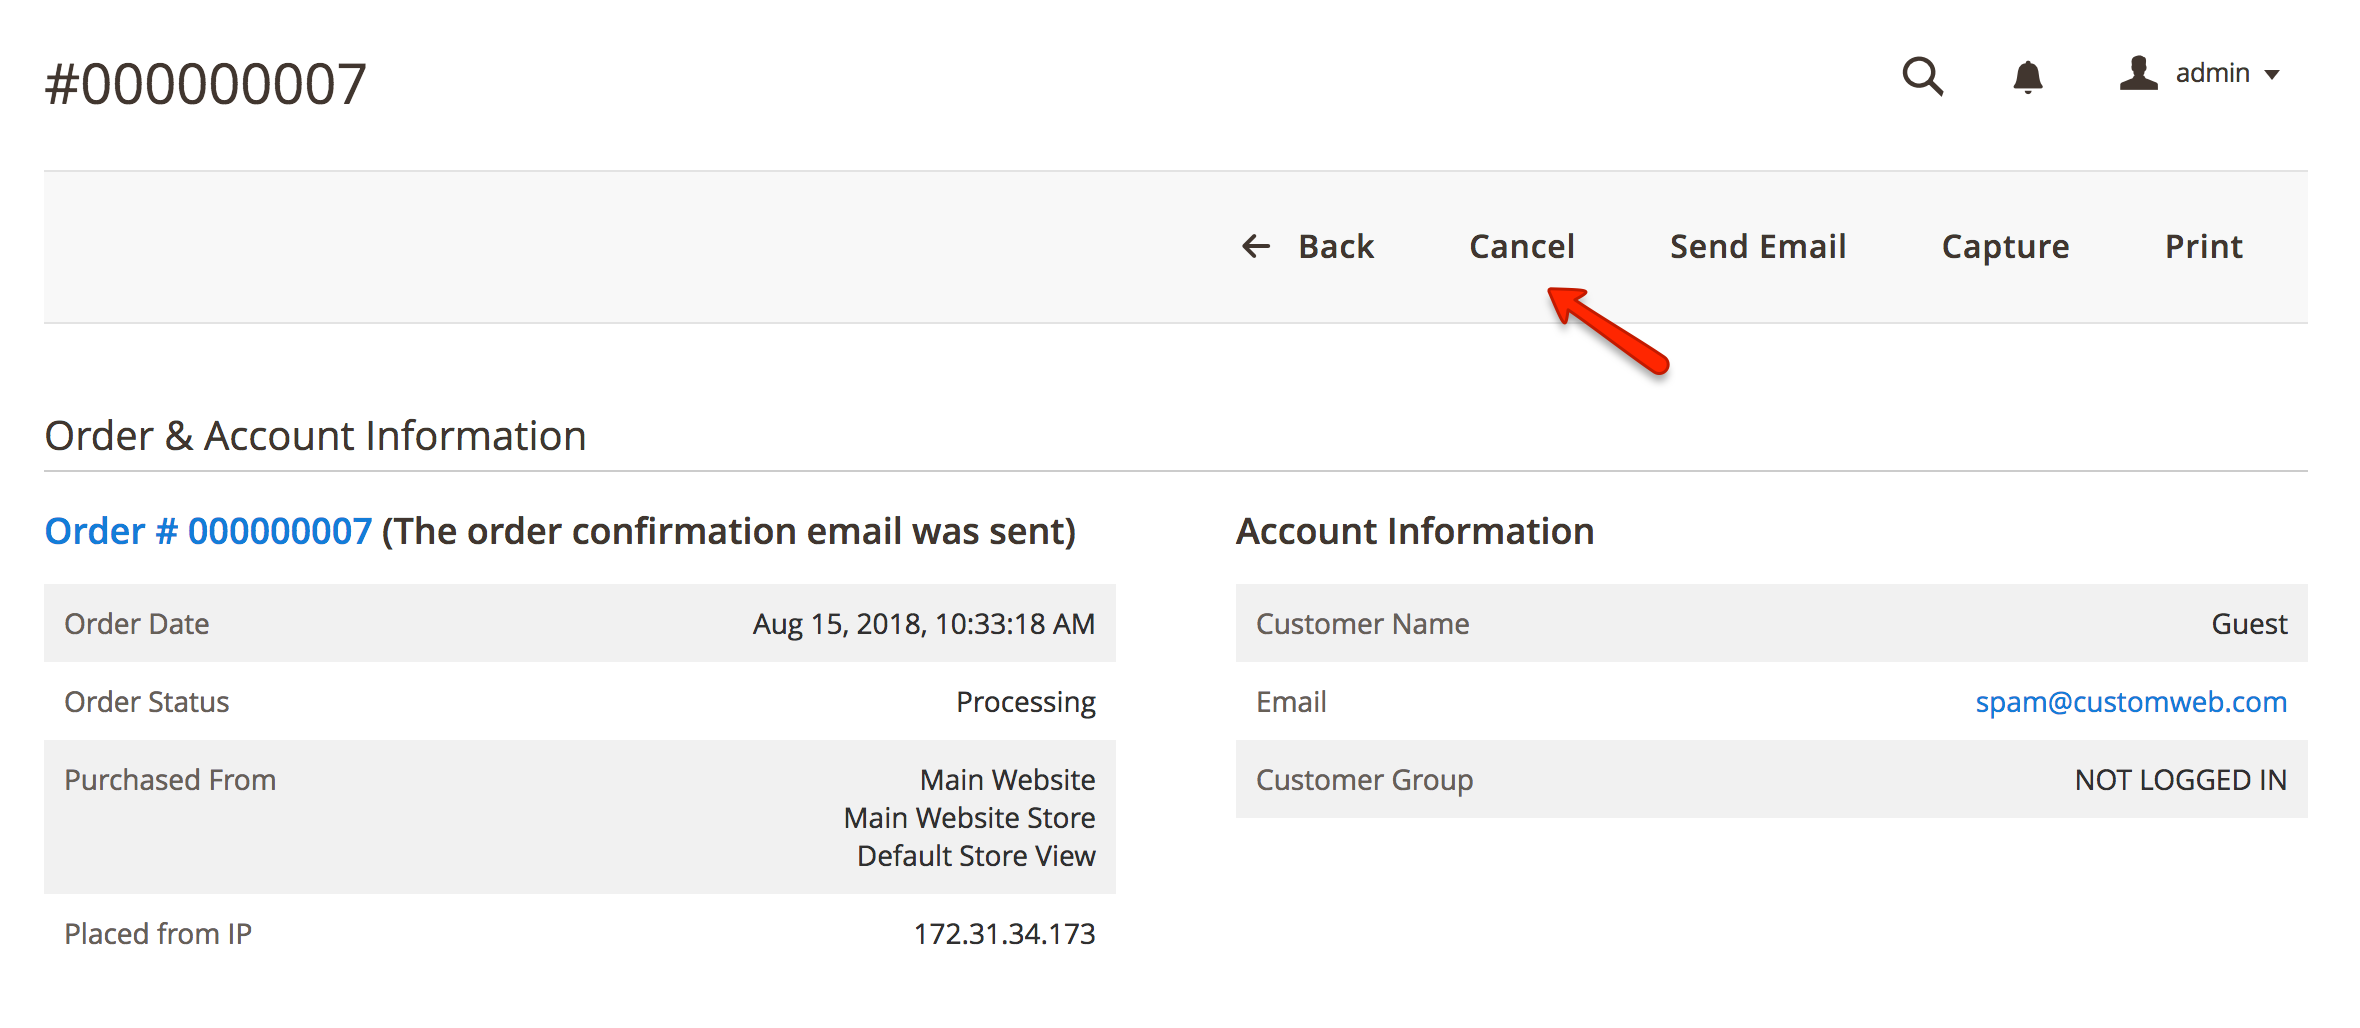 #000000007
admin
Back Cancel Send Email Capture Print
Order & Account Information
Order # 000000007 (The order confirmation email was sent)
Order Date Aug 15, 2018, 10:33:18 AM
Order Status Processing
Purchased From Main Website
Main Website Store
Default Store View
Placed from IP 172.31.34.173
Account Information
Customer Name Guest
Email spam@customweb.com
Customer Group NOT LOGGED IN